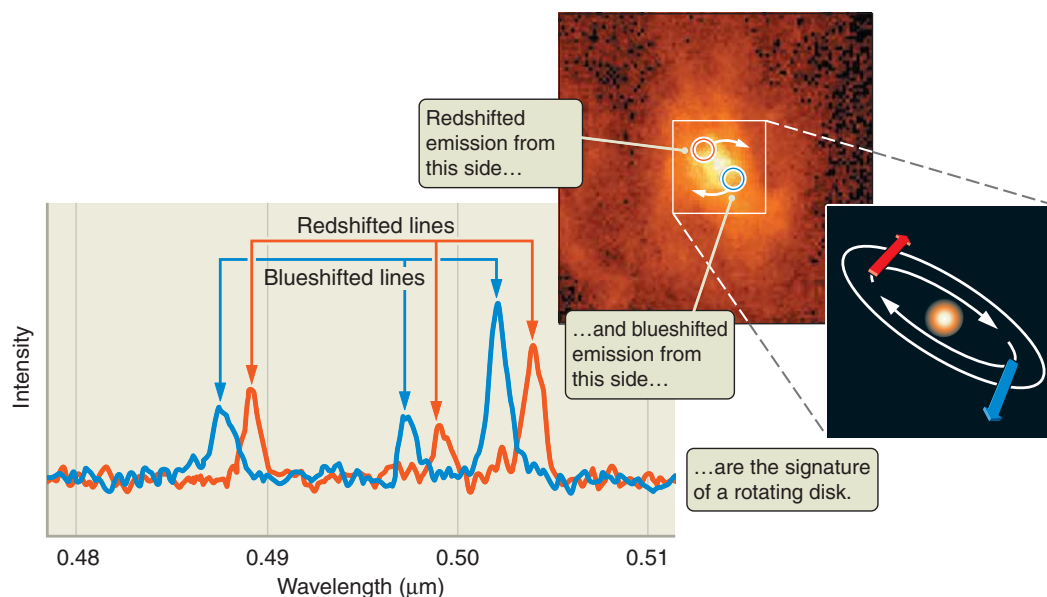 Redshifted
emission from
this side…
Redshifted lines
Blueshifted lines
…and blueshifted
emission from
this side…
…are the signature
of a rotating disk.
Intensity
0.48
0.49
0.50
0.51
Wavelength (μm)